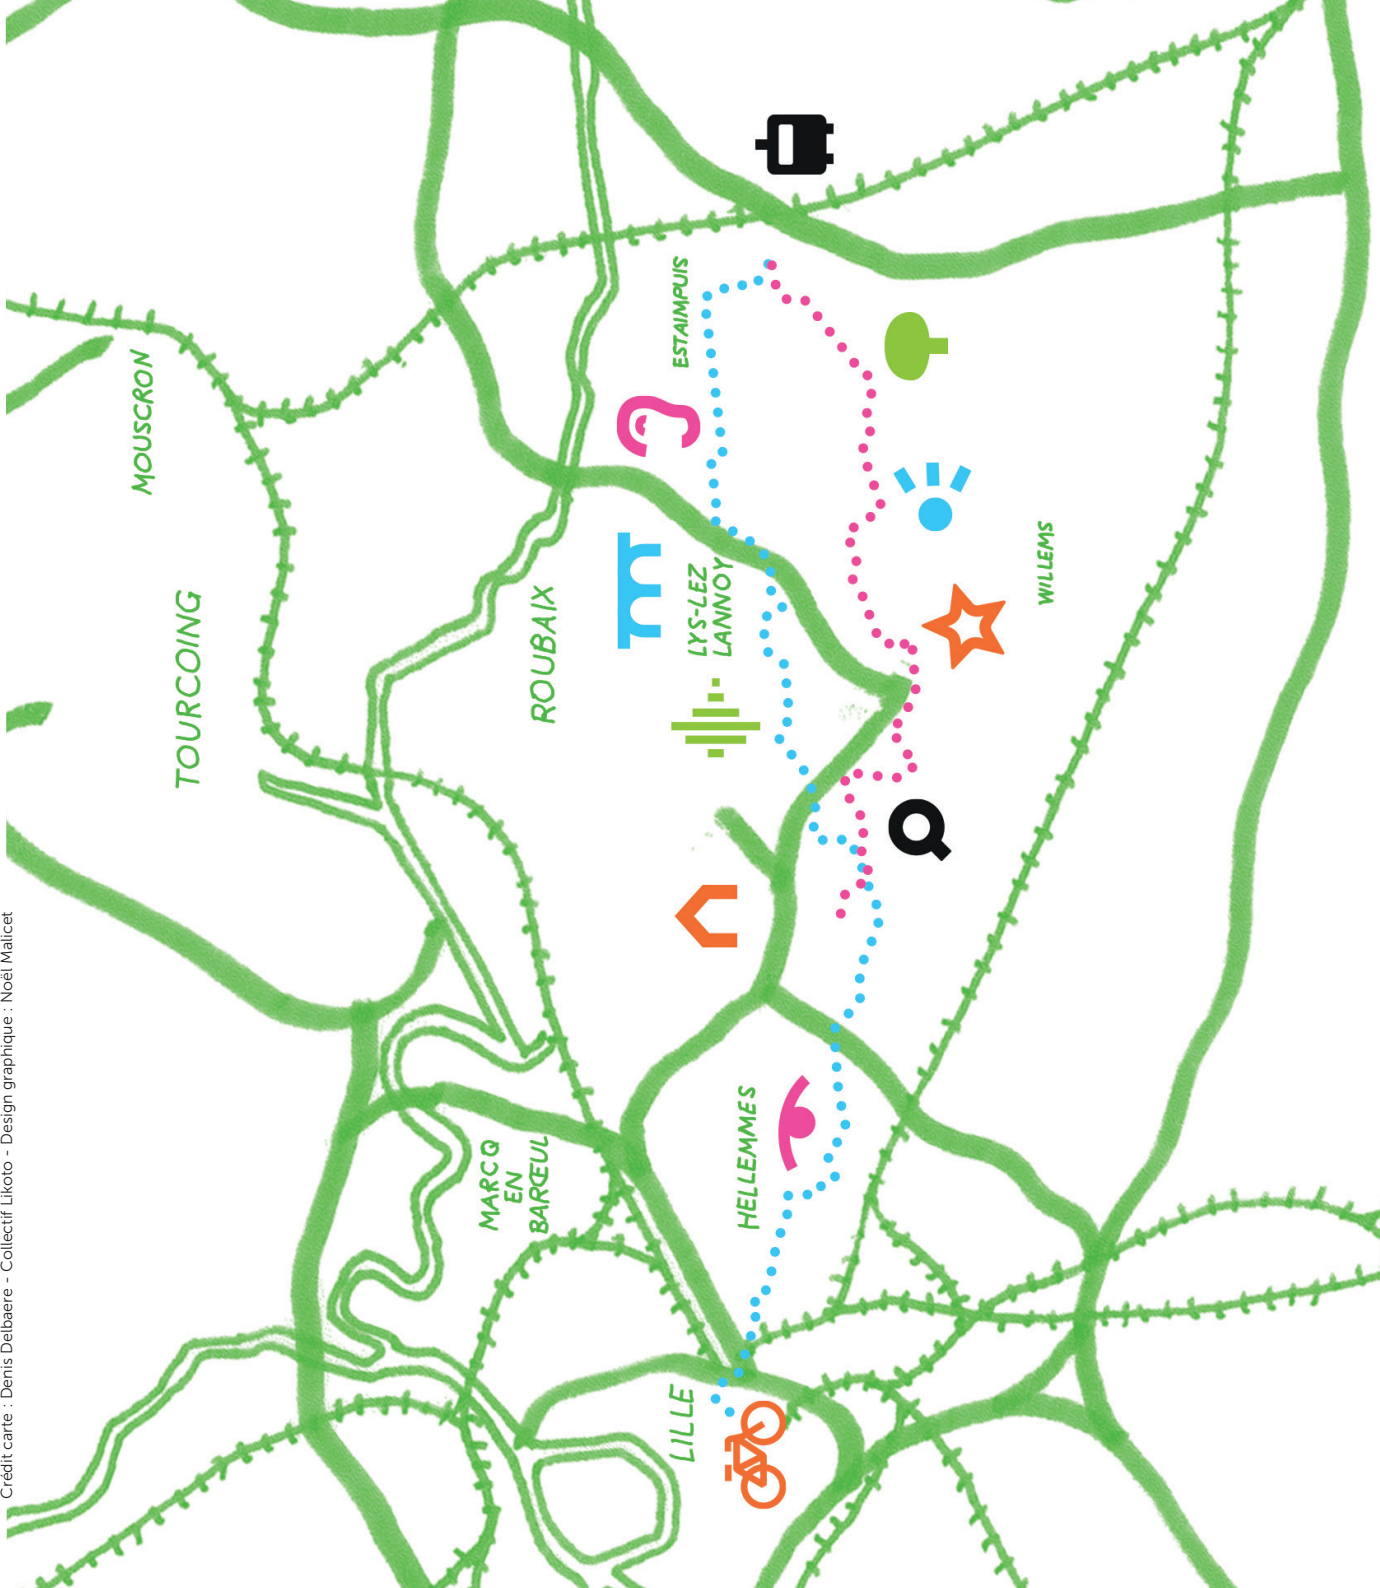 MOUSCRON
TOURCOING
ROUBAIX
ESTAIMPUIS
LYS-LEZ
LANNOY
WILLEMS
MARCQ
EN
BARŒUL
HELLEMMES
LILLE
Crédit carte : Denis Delbaere - Collectif Likoto - Design graphique : Noël Malicet